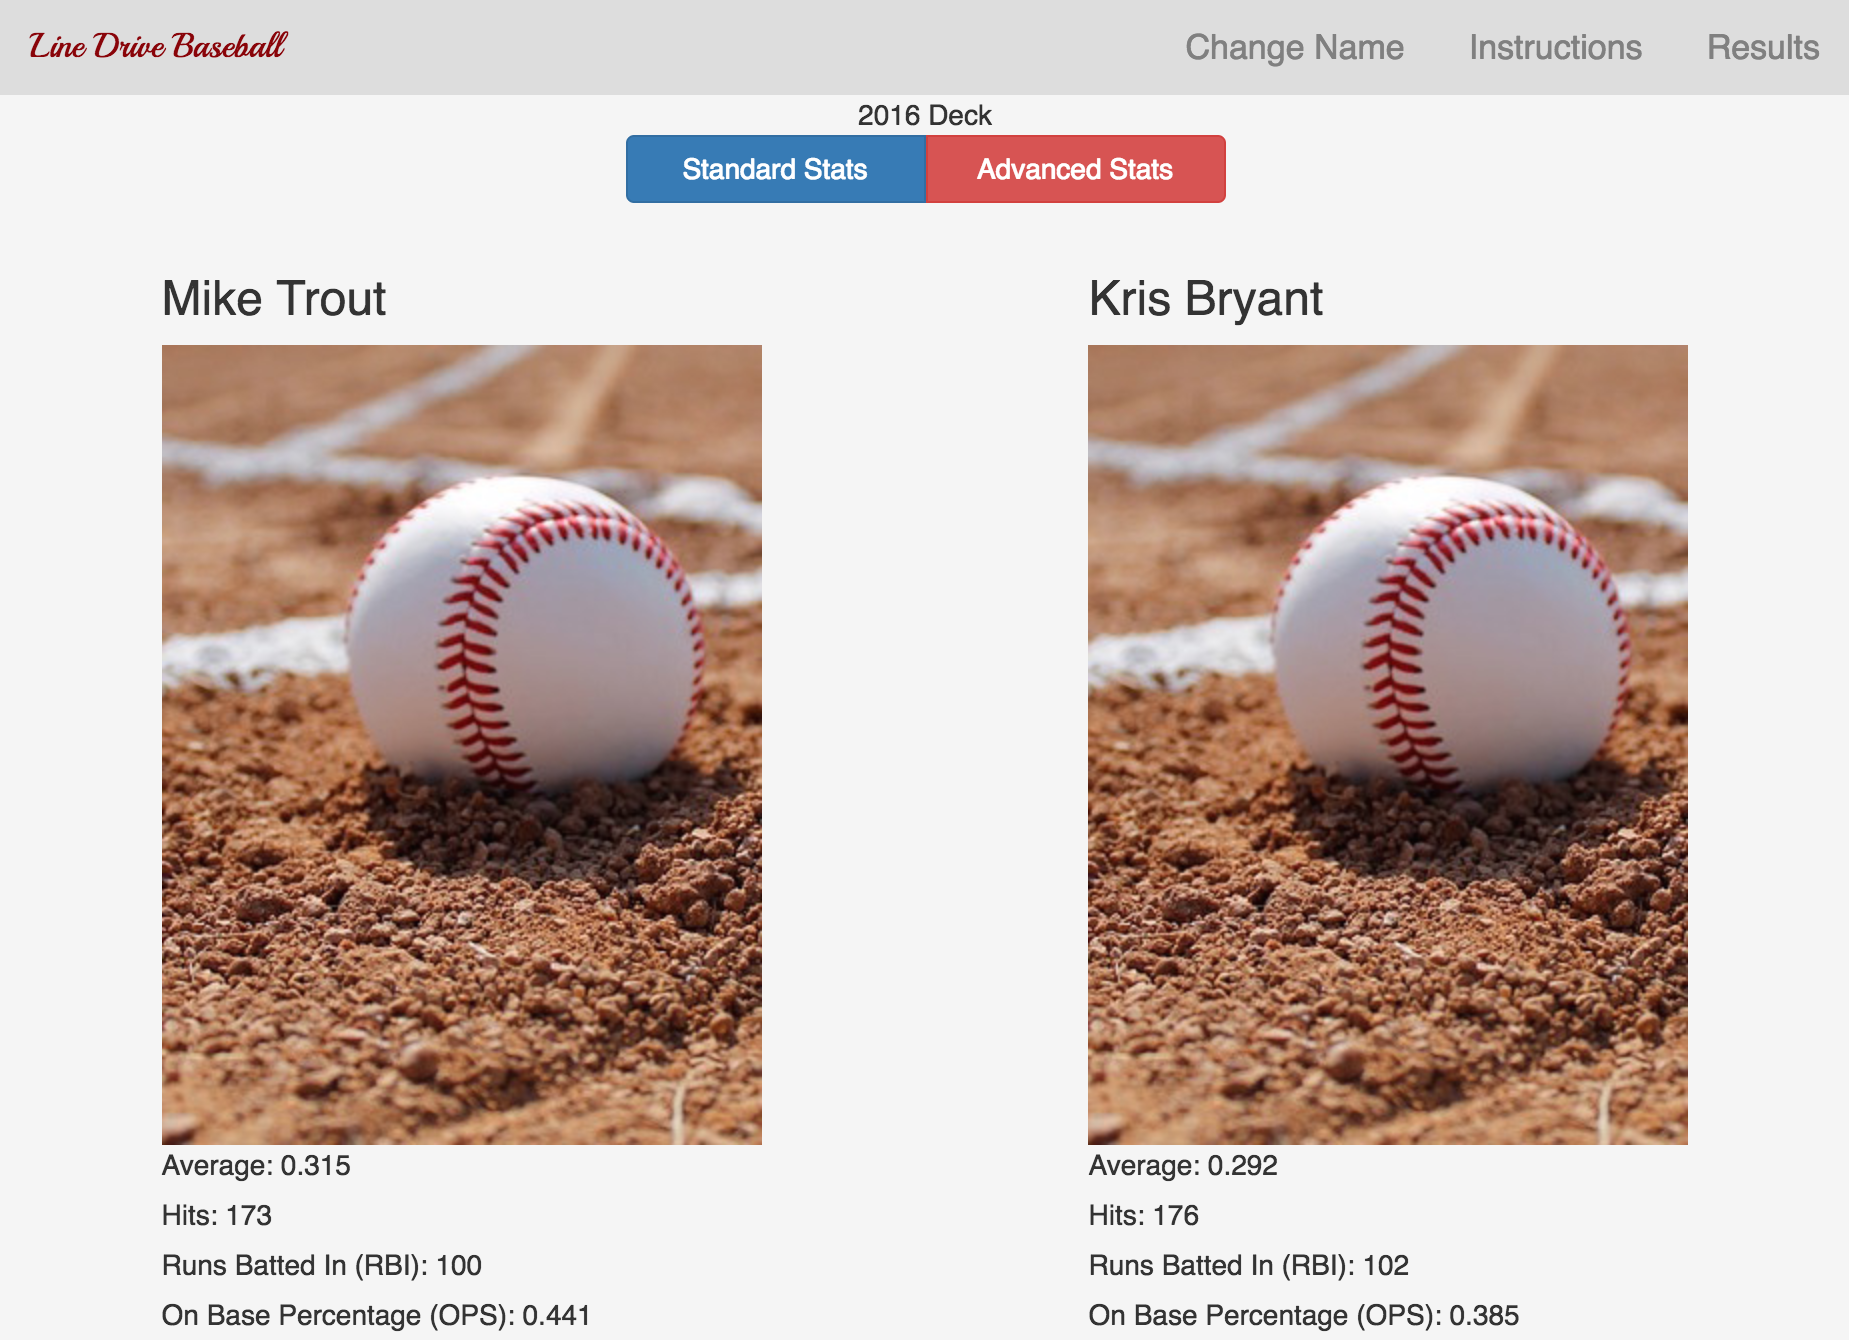 Line Drive Baseball
Change Name
Instructions
Results
2016 Deck
Standard Stats
Advanced Stats
Mike Trout
Average: 0.315
Hits: 173
Runs Batted In (RBI): 100
On Base Percentage (OPS): 0.441
Kris Bryant
Average: 0.292
Hits: 176
Runs Batted In (RBI): 102
On Base Percentage (OPS): 0.385